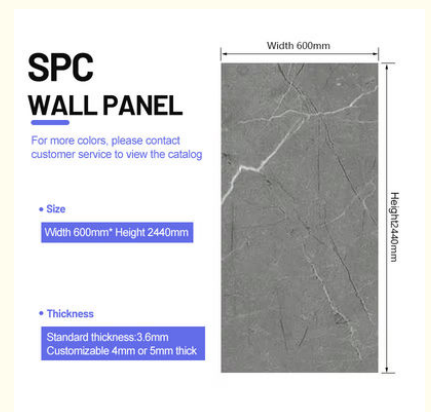 SPC
WALL PANEL
For more colors, please contact
customer service to view the catalog
• Size
Width 600mm* Height 2440mm
• Thickness
Standard thickness:3.6mm
Customizable 4mm or 5mm thick
Width 600mm
Height2440mm